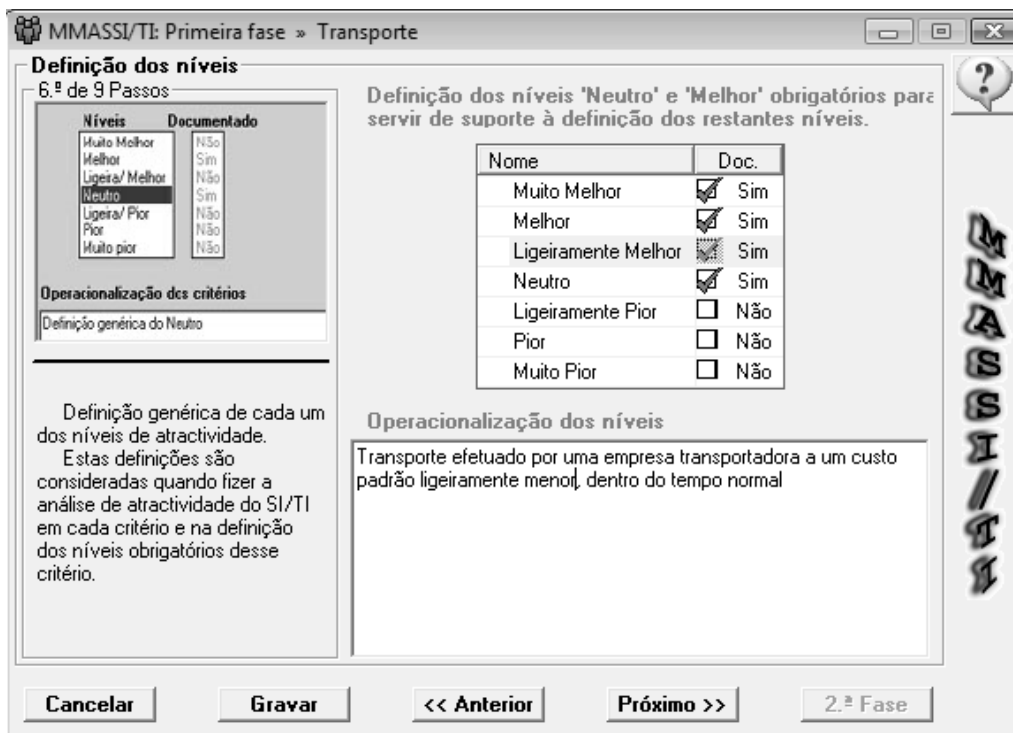 MMASSI/TI: Primeira fase » Transporte
Definição dos níveis
6.º de 9 Passos
Níveis Documentado
Muito Melhor Não
Melhor Sim
Ligeira/ Melhor Não
Neutro Sim
Ligeira/ Pior Não
Pior Não
Muito pior Não
Operacionalização dos critérios
Definição genérica do Neutro
Definição genérica de cada um
dos níveis de atractividade.
Estas definições são
consideradas quando fizer a
análise de atractividade do SI/TI
em cada critério e na definição
dos níveis obrigatórios desse
critério.
Definição dos níveis 'Neutro' e 'Melhor' obrigatórios para
servir de suporte à definição dos restantes níveis.
Nome Doc.
Muito Melhor Sim
Melhor Sim
Ligeiramente Melhor Sim
Neutro Sim
Ligeiramente Pior Não
Pior Não
Muito Pior Não
Operacionalização dos níveis
Transporte efetuado por uma empresa transportadora a um custo
padrão ligeiramente menor, dentro do tempo normal
?
MMASSI/TI
Cancelar Gravar << Anterior Próximo >> 2.ª Fase